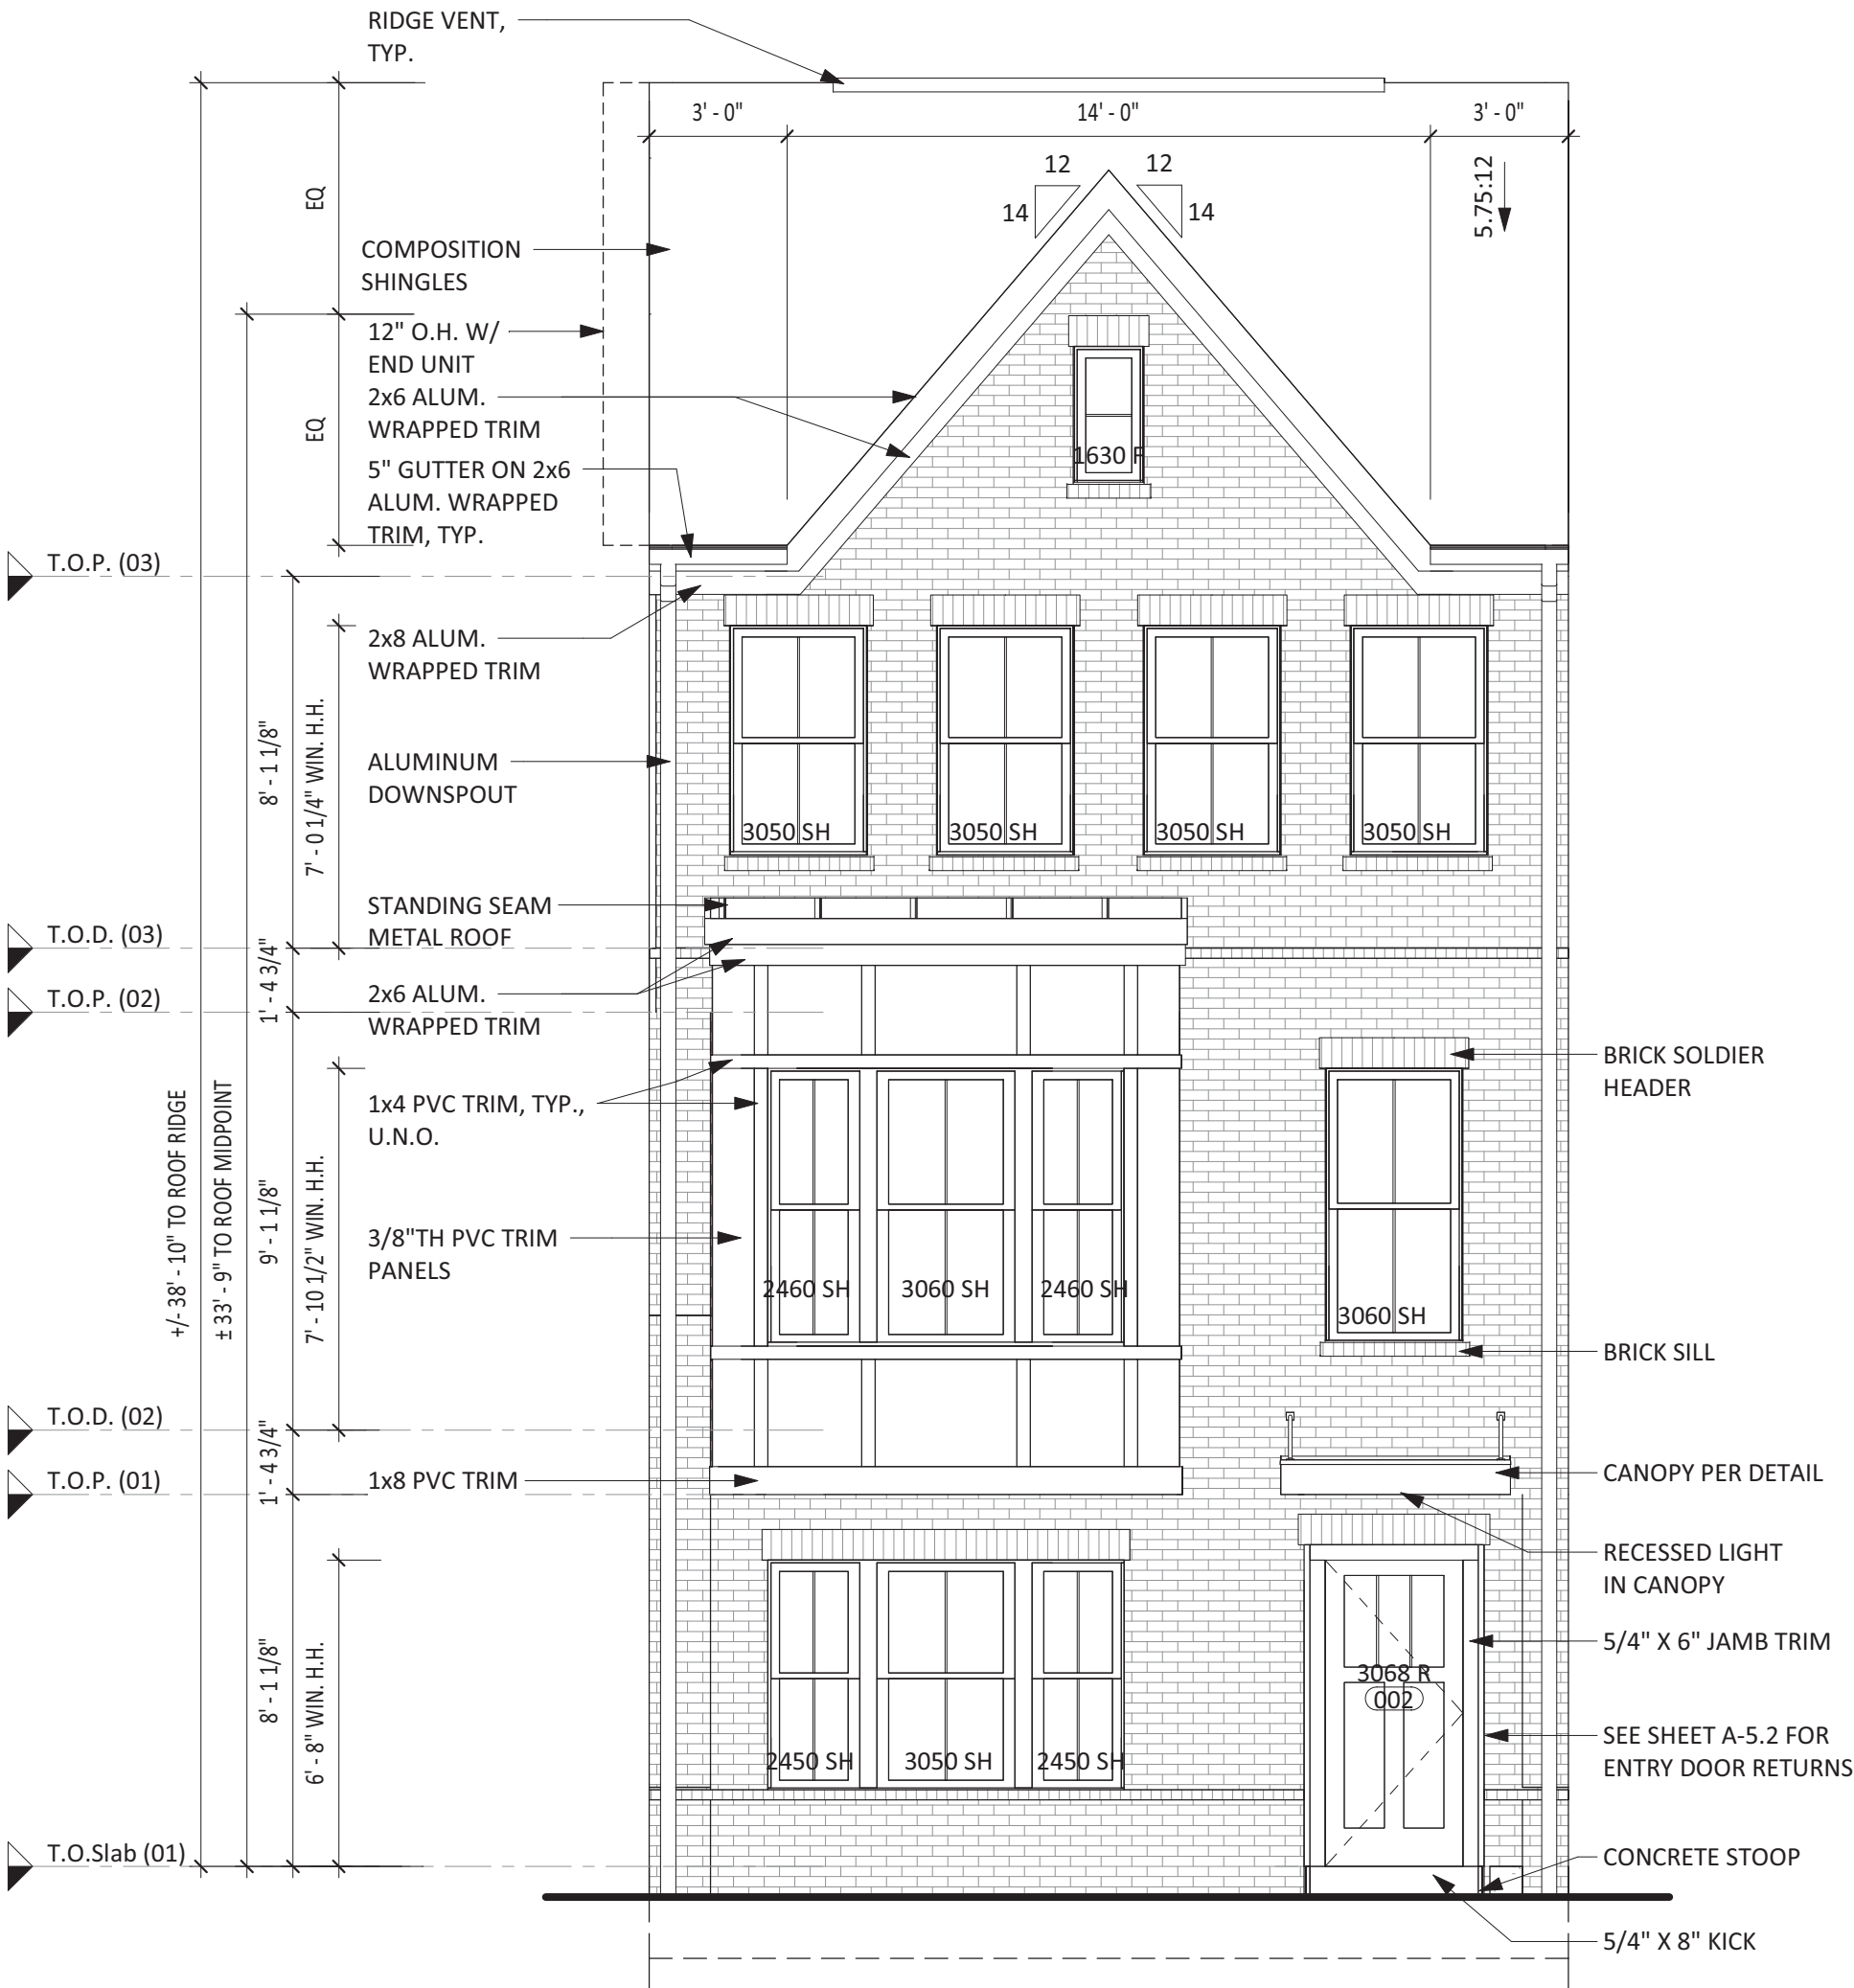 RIDGE VENT,
TYP.
3' - 0"
14' - 0"
3' - 0"
12
12
14
14
5.75:12
EQ
COMPOSITION
SHINGLES
12" O.H. W/
END UNIT
2x6 ALUM.
WRAPPED TRIM
EQ
5" GUTTER ON 2x6
ALUM. WRAPPED
TRIM, TYP.
1630 F
T.O.P. (03)
2x8 ALUM.
WRAPPED TRIM
8' - 1 1/8"
7' - 0 1/4" WIN. H.H.
ALUMINUM
DOWNSPOUT
3050 SH
3050 SH
3050 SH
3050 SH
STANDING SEAM
METAL ROOF
T.O.D. (03)
1' - 4 3/4"
T.O.P. (02)
2x6 ALUM.
WRAPPED TRIM
BRICK SOLDIER
HEADER
1x4 PVC TRIM, TYP.,
U.N.O.
+/- 38' - 10" TO ROOF RIDGE
± 33' - 9" TO ROOF MIDPOINT
9' - 1 1/8"
7' - 10 1/2" WIN. H.H.
3/8"TH PVC TRIM
PANELS
2460 SH
3060 SH
2460 SH
3060 SH
BRICK SILL
T.O.D. (02)
1' - 4 3/4"
T.O.P. (01)
1x8 PVC TRIM
CANOPY PER DETAIL
RECESSED LIGHT
IN CANOPY
8' - 1 1/8"
6' - 8" WIN. H.H.
5/4" X 6" JAMB TRIM
3068 R
002
2450 SH
3050 SH
2450 SH
SEE SHEET A-5.2 FOR
ENTRY DOOR RETURNS
T.O.Slab (01)
CONCRETE STOOP
5/4" X 8" KICK